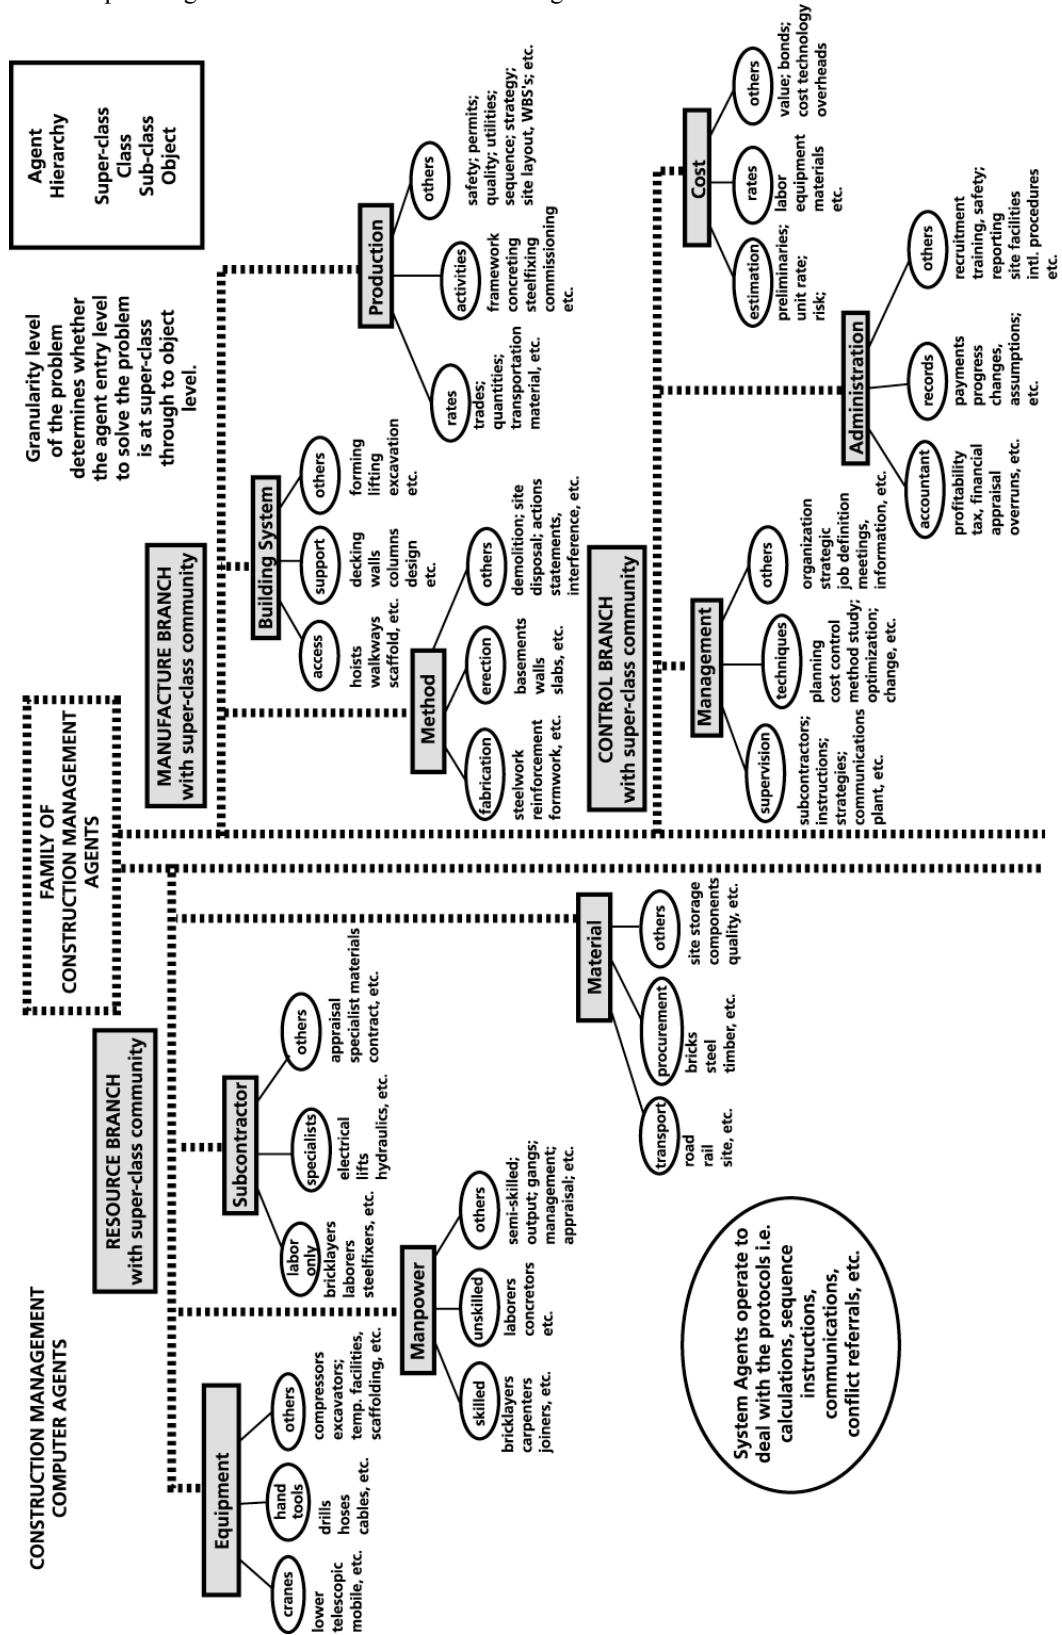 CONSTRUCTION MANAGEMENT
COMPUTER AGENTS
FAMILY OF
CONSTRUCTION MANAGEMENT
AGENTS
Granularity level
of the problem
determines whether
the agent entry level
to solve the problem
is at super-class
through to object
level.
Agent
Hierarchy
Super-class
Class
Sub-class
Object
RESOURCE BRANCH
with super-class community
Equipment
cranes
lower
telescopic
mobile, etc.
hand
tools
drills
hoses
cables, etc.
others
compressors
excavators;
temp. facilities,
scaffolding, etc.
Subcontractor
labor
only
bricklayers
laborers
steelfixers, etc.
specialists
electrical
lifts
hydraulics, etc.
others
appraisal
specialist materials
contract, etc.
Manpower
skilled
bricklayers
carpenters
joiners, etc.
unskilled
laborers
concretors
etc.
others
semi-skilled;
output; gangs;
management;
appraisal; etc.
Material
transport
road
rail
site, etc.
procurement
bricks
steel
timber, etc.
others
site storage
components
quality, etc.
System Agents operate to
deal with the protocols i.e.
calculations, sequence
instructions,
communications,
conflict referrals, etc.
MANUFACTURE BRANCH
with super-class community
Building System
access
hoists
walkways
scaffold, etc.
support
decking
walls
columns
design
etc.
others
forming
lifting
excavation
etc.
Production
rates
trades;
quantities;
transportation
material, etc.
activities
framework
concreting
steelfixing
commissioning
etc.
others
safety; permits;
quality; utilities;
sequence; strategy;
site layout, WBS's; etc.
Method
fabrication
steelwork
reinforcement
formwork, etc.
erection
basements
walls
slabs, etc.
others
demolition; site
disposal; actions
statements,
interference, etc.
CONTROL BRANCH
with super-class community
Management
supervision
subcontractors;
instructions;
strategies;
communications
plant, etc.
techniques
planning
cost control
method study;
optimization;
change, etc.
others
organization
strategic
job definition
meetings,
information, etc.
Cost
estimation
preliminaries;
unit rate;
risk;
rates
labor
equipment
materials
etc.
others
value; bonds;
cost technology
overheads
Administration
accountant
profitability
tax, financial
appraisal
overruns, etc.
records
payments
progress
changes,
assumptions;
etc.
others
recruitment
training, safety;
reporting
site facilities
intl. procedures
etc.